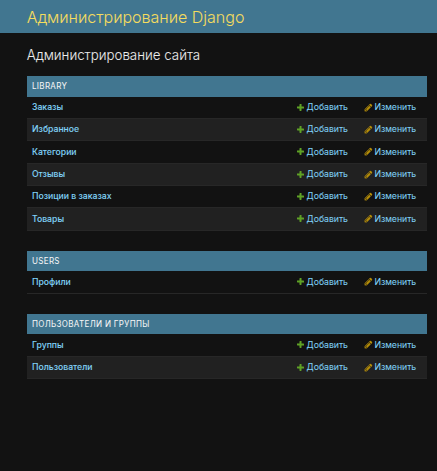 Администрирование Django
Администрирование сайта
LIBRARY
Заказы Добавить Изменить
Избранное Добавить Изменить
Категории Добавить Изменить
Отзывы Добавить Изменить
Позиции в заказах Добавить Изменить
Товары Добавить Изменить
USERS
Профили Добавить Изменить
ПОЛЬЗОВАТЕЛИ И ГРУППЫ
Группы Добавить Изменить
Пользователи Добавить Изменить